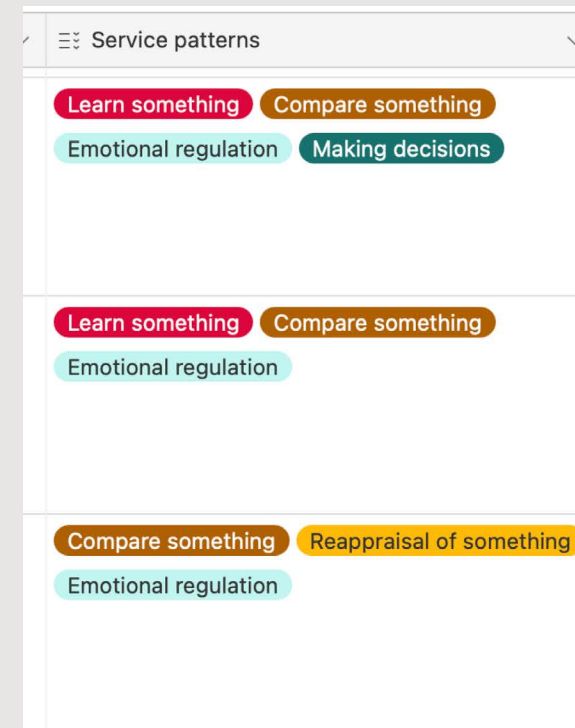 Service patterns
Learn something Compare something
Emotional regulation Making decisions
Learn something Compare something
Emotional regulation
Compare something Reappraisal of something
Emotional regulation